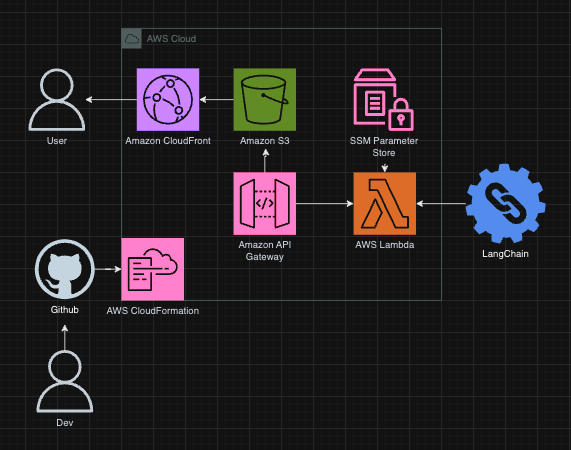 AWS Cloud
User
Amazon CloudFront
Amazon S3
SSM Parameter
Store
</>
Amazon API
Gateway
AWS Lambda
LangChain
Github
AWS CloudFormation
Dev